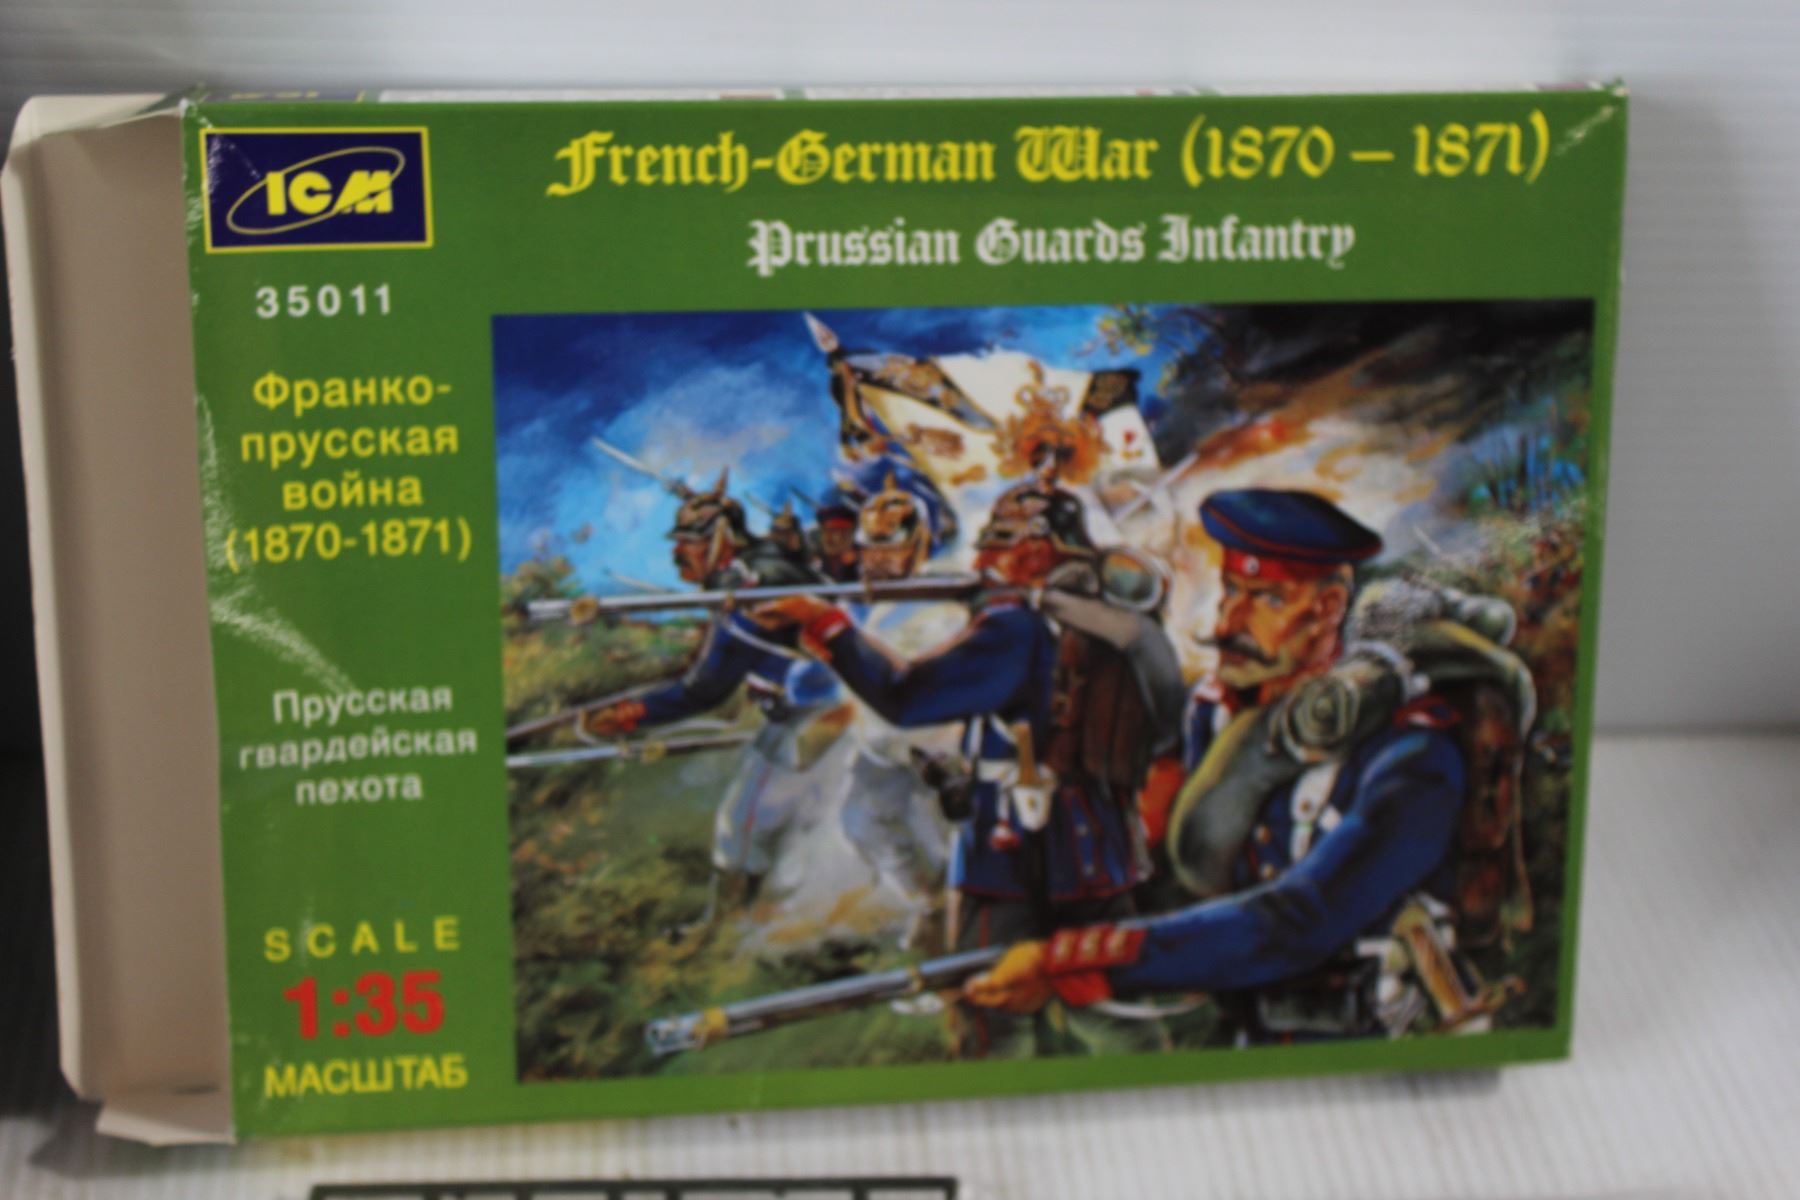 ICM
French-German War (1870 – 1871)
Prussian Guards Infantry
35011
Франко-
прусская
война
(1870-1871)
Прусская
гвардейская
пехота
SCALE
1:35
МАСШТАБ